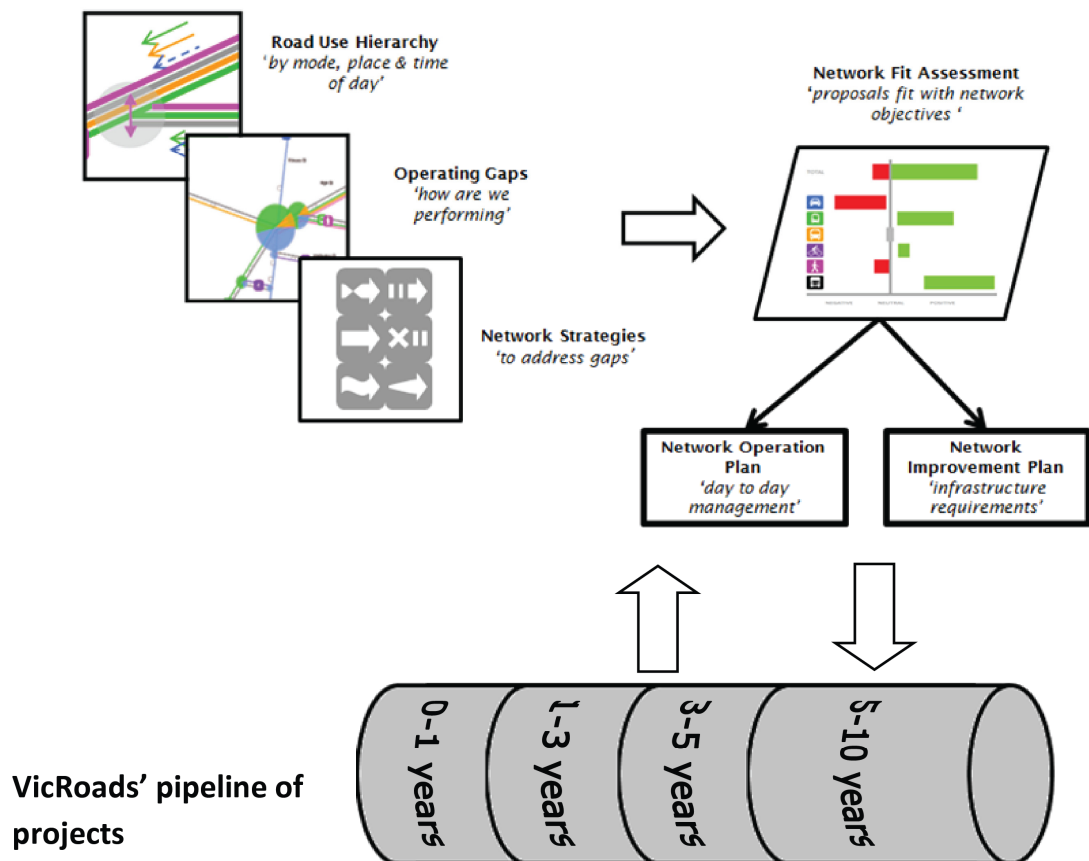 Road Use Hierarchy
‘by mode, place & time
of day’
Operating Gaps
‘how are we
performing’
Network Strategies
‘to address gaps’
Network Fit Assessment
‘proposals fit with network
objectives ‘
TOTAL
NEGATIVE NEUTRAL POSITIVE
Network Operation
Plan
‘day to day
management’
Network
Improvement Plan
‘infrastructure
requirements’
0-1 years
1-3 years
3-5 years
5-10 years
VicRoads’ pipeline of
projects